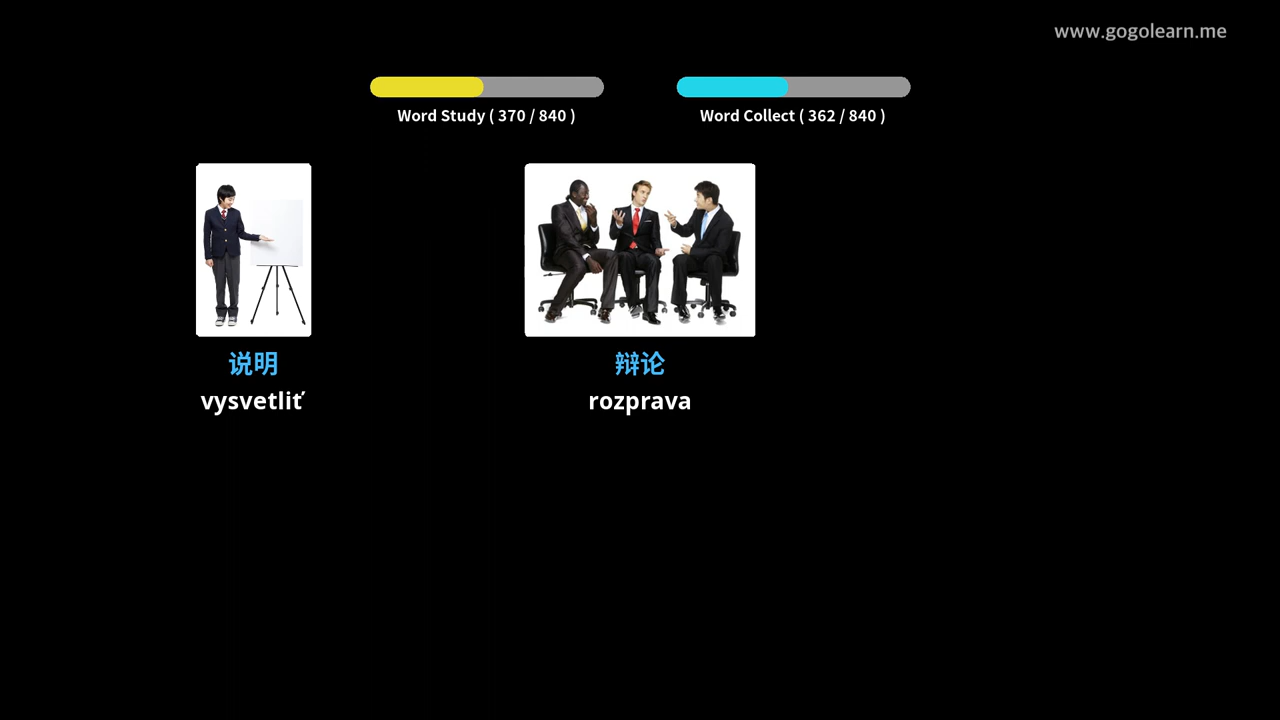 www.gogolearn.me
Word Study ( 370 / 840 )
Word Collect ( 362 / 840 )
说明
vysvetliť
辩论
rozprava